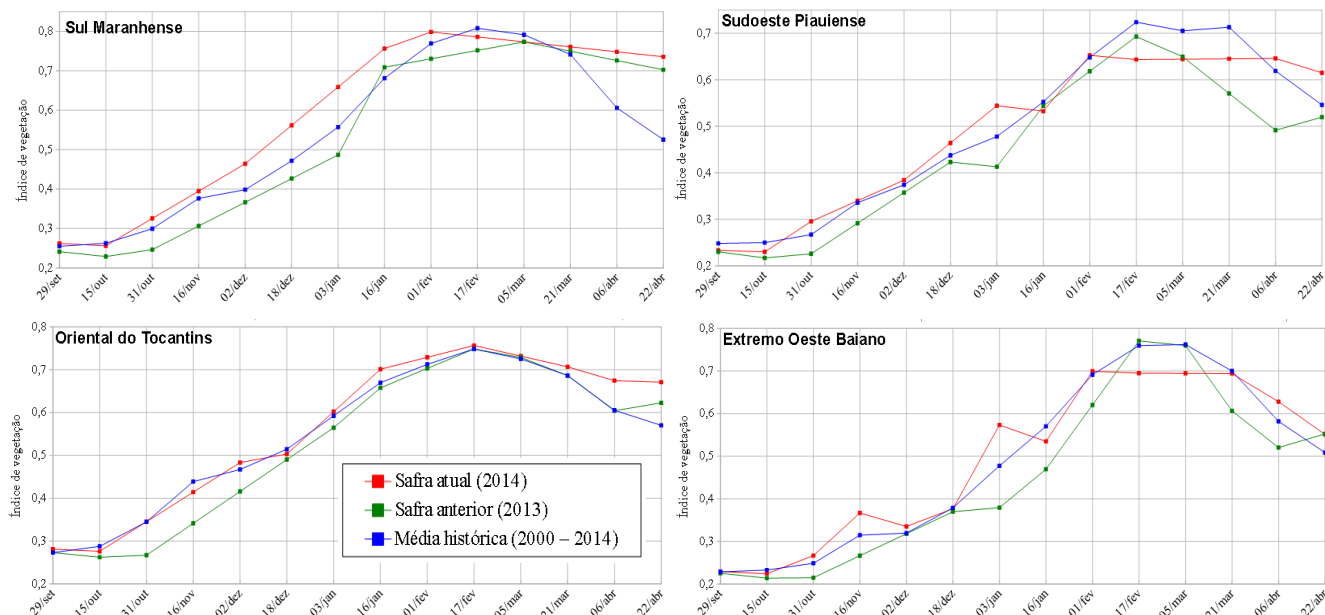 Sul Maranhense
Índice de vegetação
0,8
0,7
0,6
0,5
0,4
0,3
0,2
29/set
15/out
31/out
16/nov
02/dez
18/dez
03/jan
16/jan
01/fev
17/fev
05/mar
21/mar
06/abr
22/abr
Sudoeste Piauiense
Índice de vegetação
0,7
0,6
0,5
0,4
0,3
0,2
29/set
15/out
31/out
16/nov
02/dez
18/dez
03/jan
16/jan
01/fev
17/fev
05/mar
21/mar
06/abr
22/abr
Oriental do Tocantins
Índice de vegetação
0,8
0,7
0,6
0,5
0,4
0,3
0,2
29/set
15/out
31/out
16/nov
02/dez
18/dez
03/jan
16/jan
01/fev
17/fev
05/mar
21/mar
06/abr
22/abr
Safra atual (2014)
Safra anterior (2013)
Média histórica (2000 – 2014)
Extremo Oeste Baiano
Índice de vegetação
0,8
0,7
0,6
0,5
0,4
0,3
0,2
29/set
15/out
31/out
16/nov
02/dez
18/dez
03/jan
16/jan
01/fev
17/fev
05/mar
21/mar
06/abr
22/abr